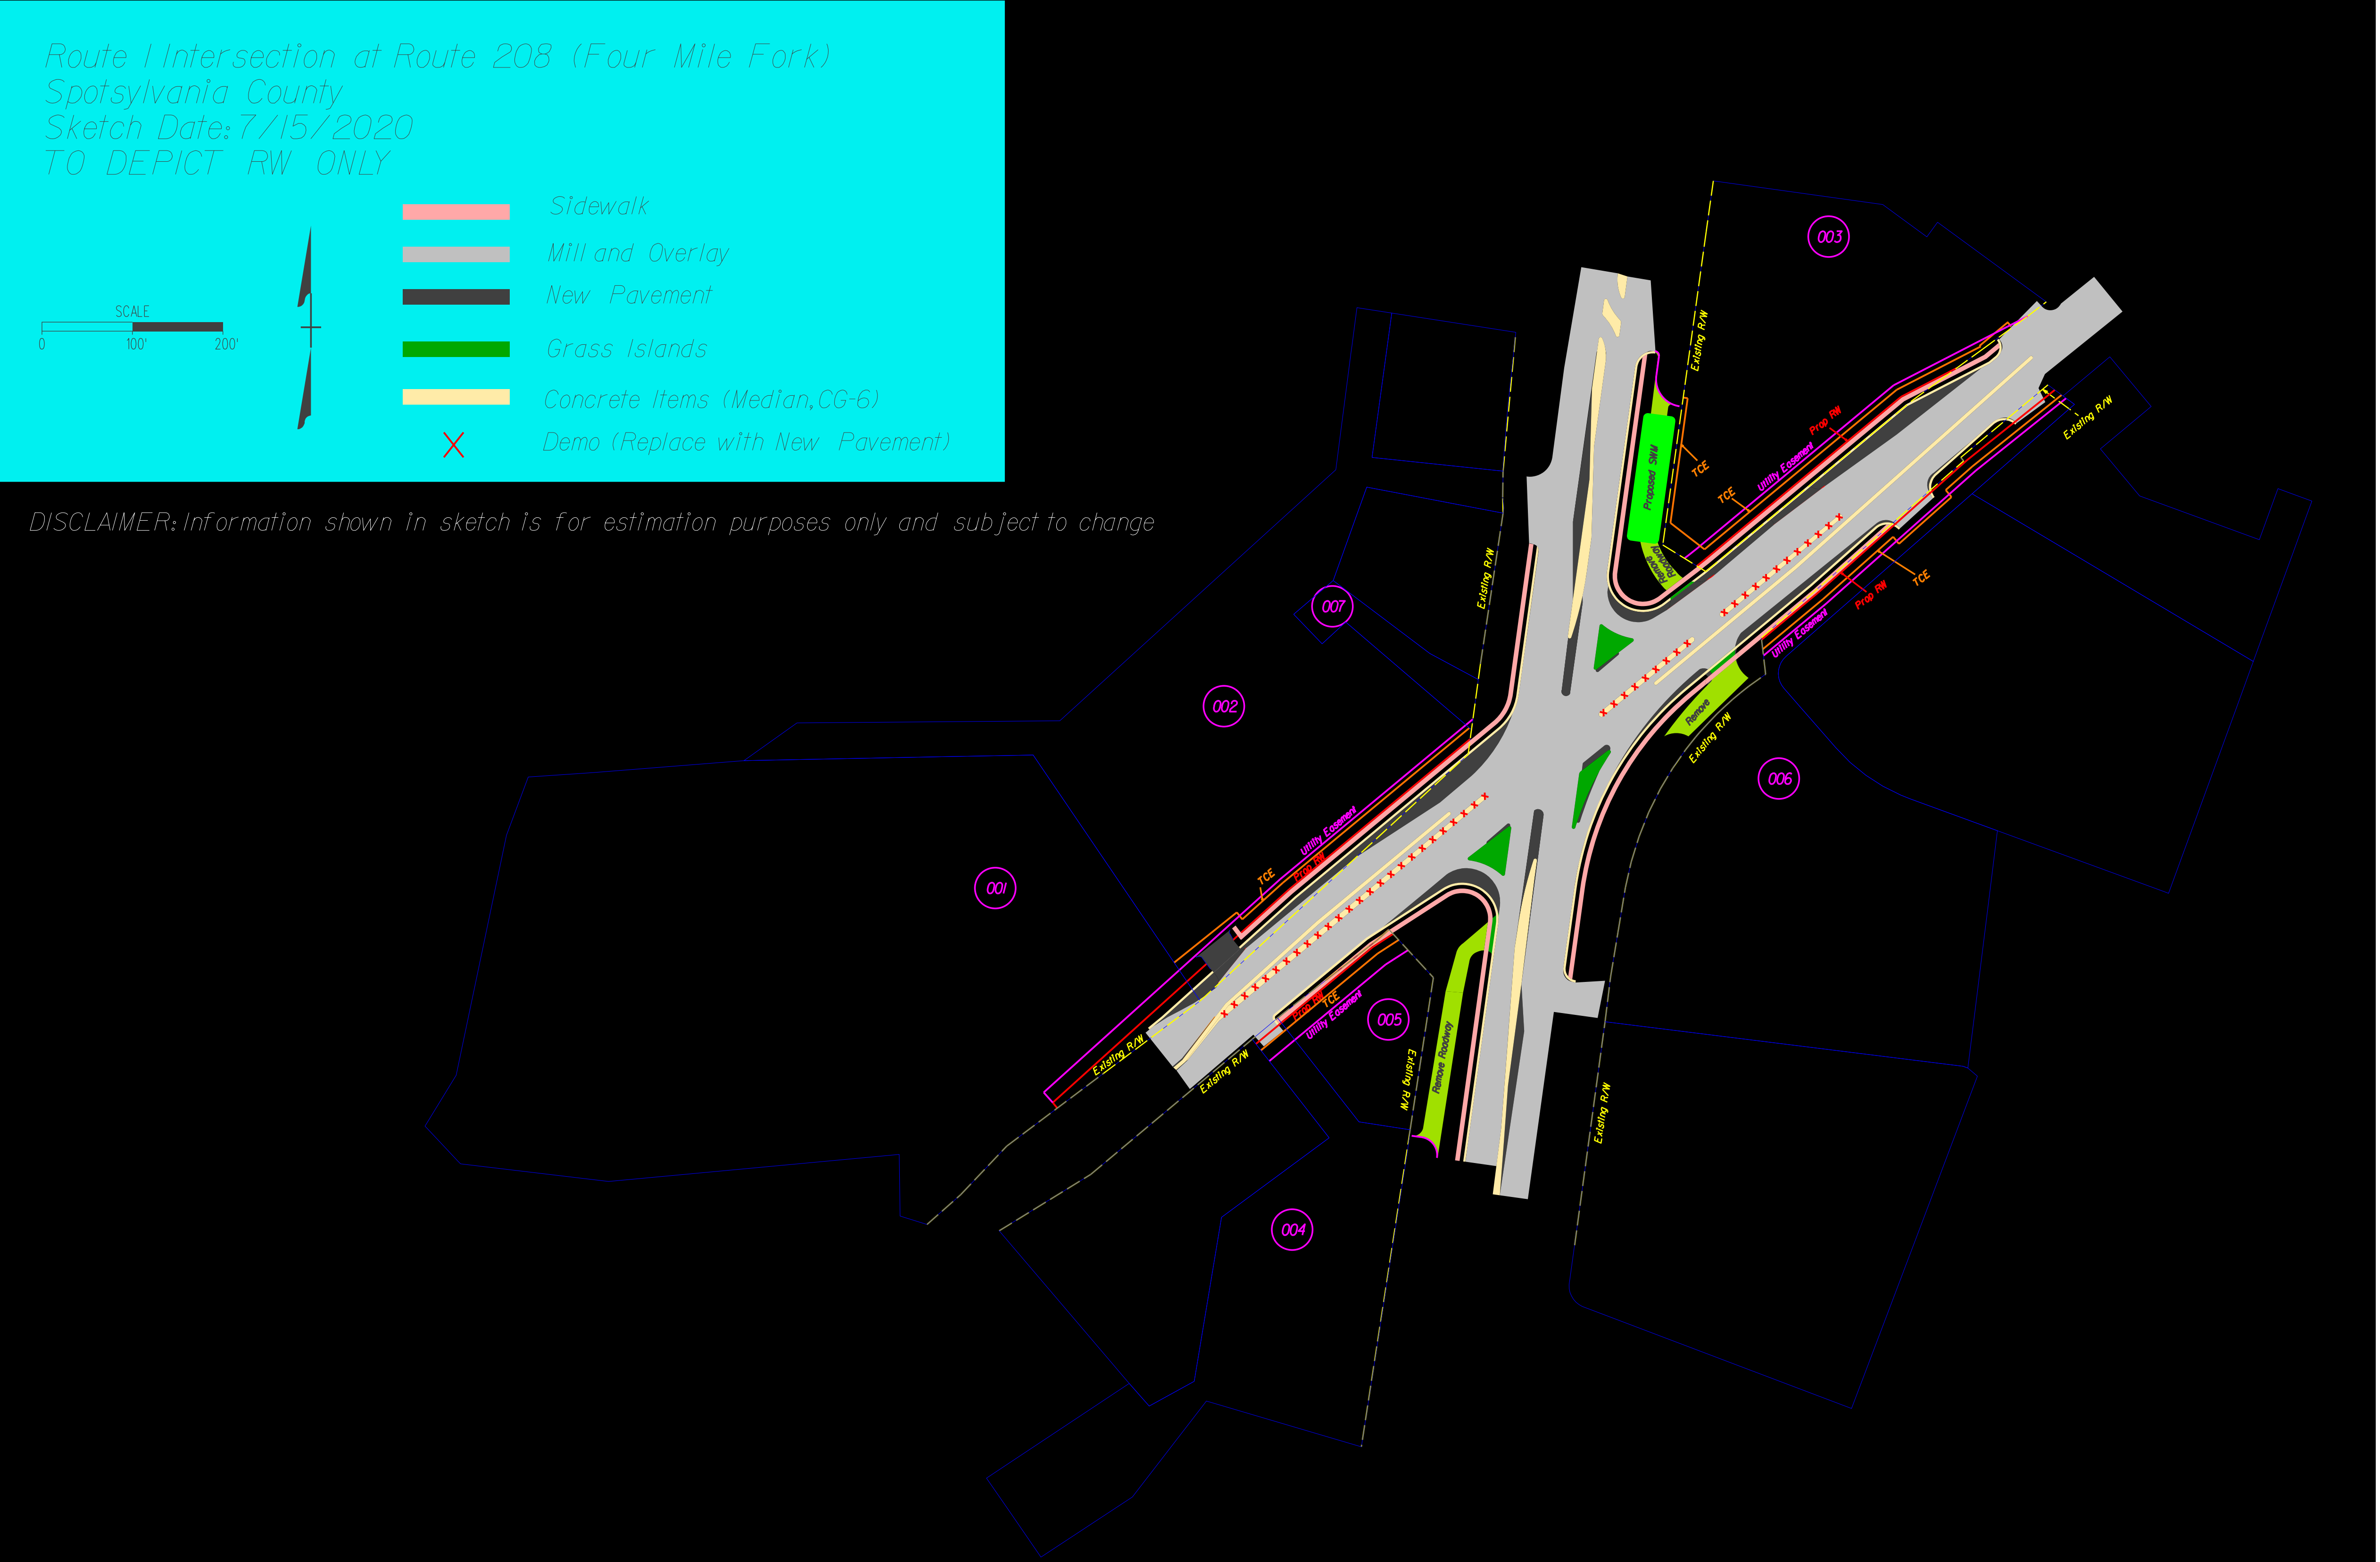 Route 1 Intersection at Route 208 (Four Mile Fork)
Spotsylvania County
Sketch Date: 7/15/2020
TO DEPICT RW ONLY
Sidewalk
Mill and Overlay
New Pavement
SCALE
0 100' 200'
Grass Islands
Concrete Items (Median, CG-6)
Demo (Replace with New Pavement)
DISCLAIMER: Information shown in sketch is for estimation purposes only and subject to change
003
Existing R/W
Prop RW
Existing R/W
Utility Easement
TCE
TCE
Proposed SWM
Remove Roadway
Existing R/W
007
TCE
Prop RW
Utility Easement
002
Remove
Existing R/W
006
Utility Easement
Prop RW
TCE
001
Prop RW
TCE
Utility Easement
005
Existing R/W
Existing R/W
Existing R/W
Remove Roadway
Existing R/W
004